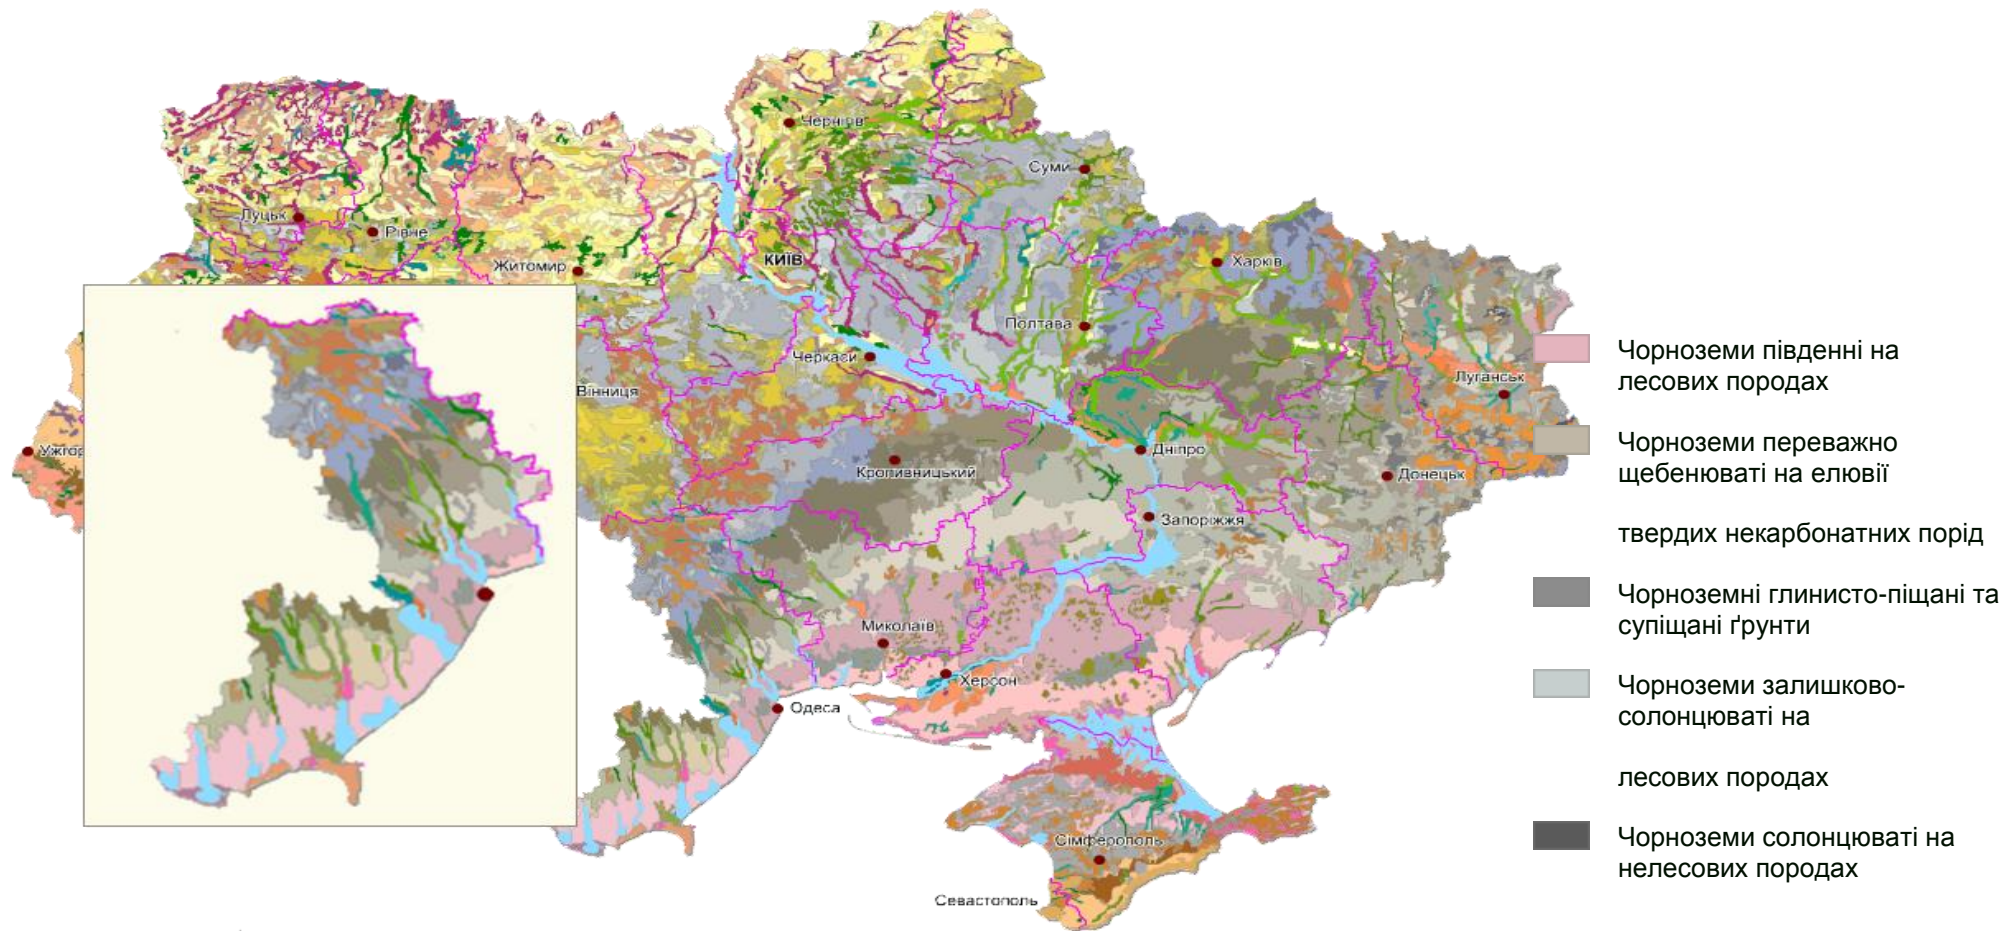 Чернігів
Суми
Луцьк
Рівне
КИЇВ
Житомир
Харків
Полтава
Черкаси
Луганськ
Вінниця
Ужгор
Кропивницький
Дніпро
Донецьк
Запоріжжя
Миколаїв
Херсон
Одеса
Сімферополь
Севастополь
Чорноземи південні на
лесових породах
Чорноземи переважно
щебенюваті на елювії
твердих некарбонатних порід
Чорноземні глинисто-піщані та
супіщані ґрунти
Чорноземи залишково-
солонцюваті на
лесових породах
Чорноземи солонцюваті на
нелесових породах